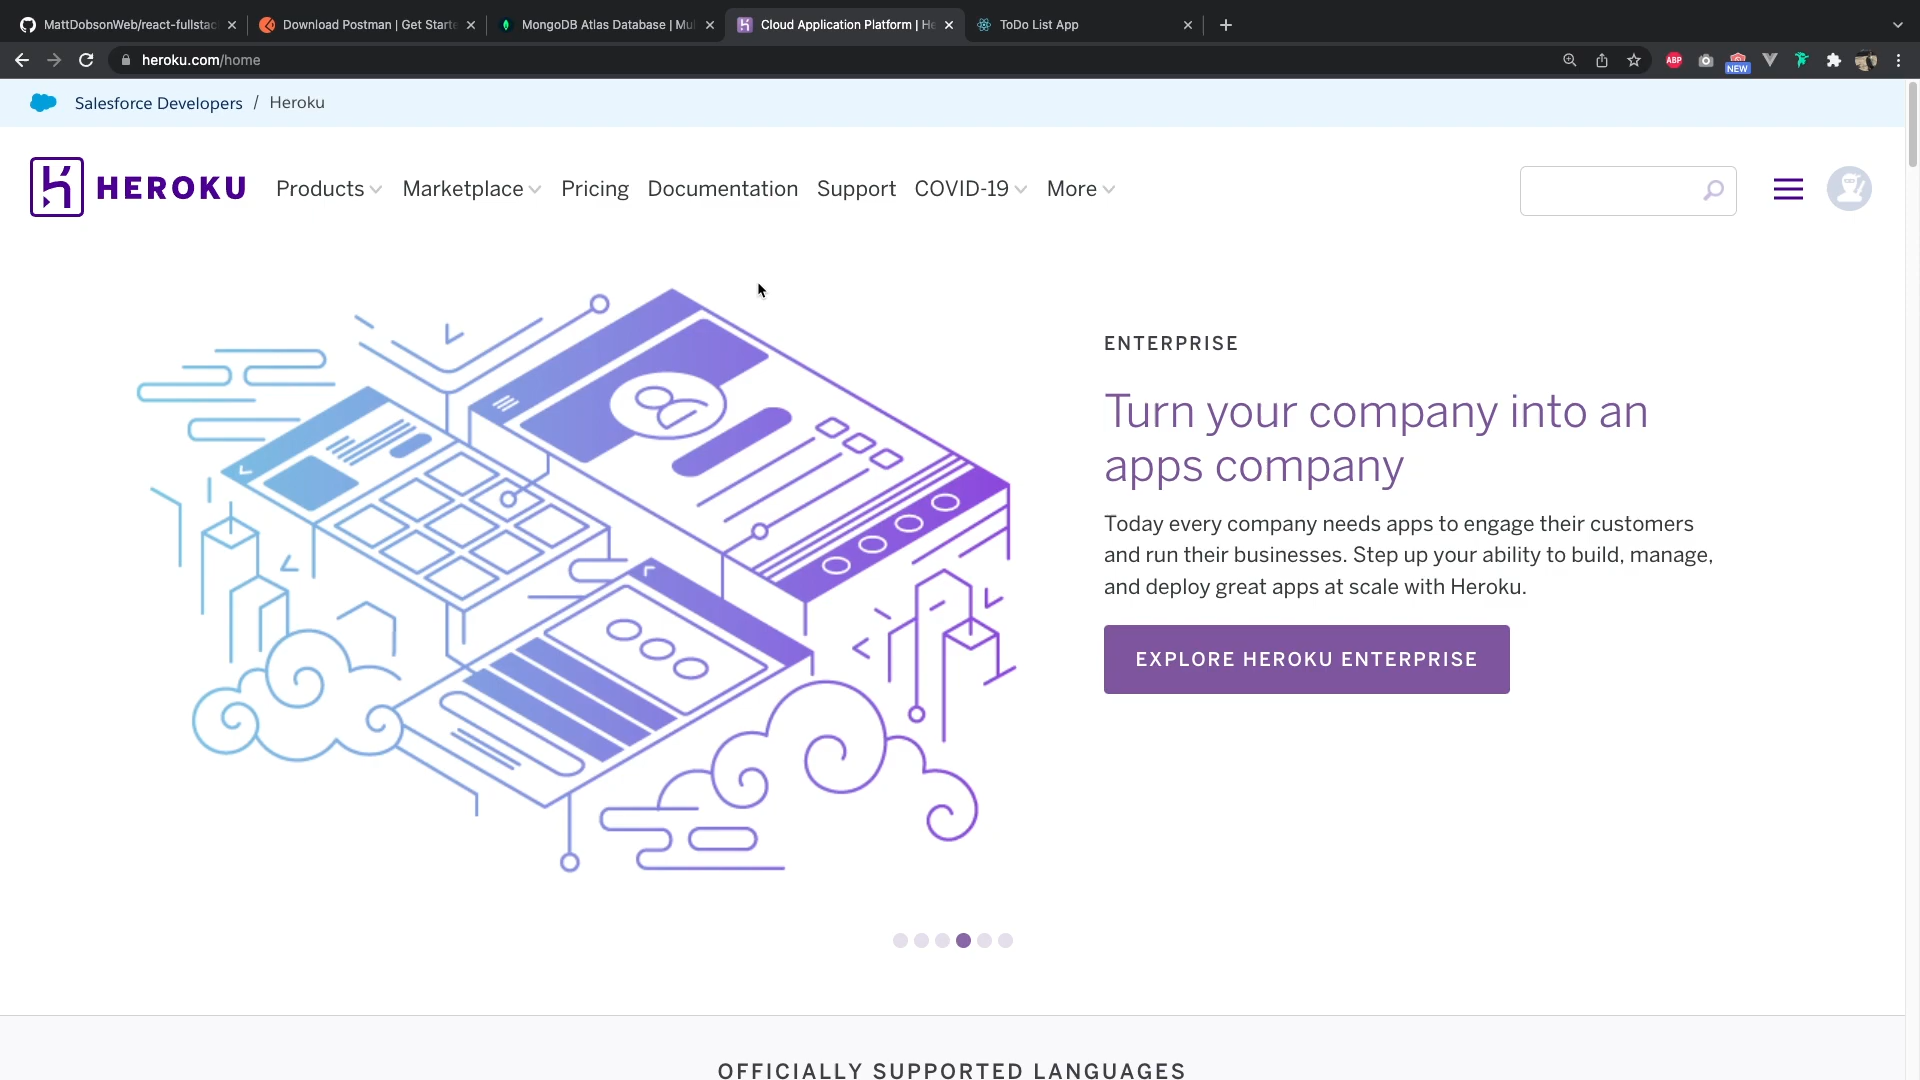 MattDobsonWeb/react-fullstac
Download Postman | Get Starte
MongoDB Atlas Database | Mul
Cloud Application Platform | He
ToDo List App
heroku.com/home
ABP
NEW
Salesforce Developers / Heroku
HEROKU
Products
Marketplace
Pricing
Documentation
Support
COVID-19
More
ENTERPRISE
Turn your company into an
apps company
Today every company needs apps to engage their customers
and run their businesses. Step up your ability to build, manage,
and deploy great apps at scale with Heroku.
EXPLORE HEROKU ENTERPRISE
OFFICIALLY SUPPORTED LANGUAGES